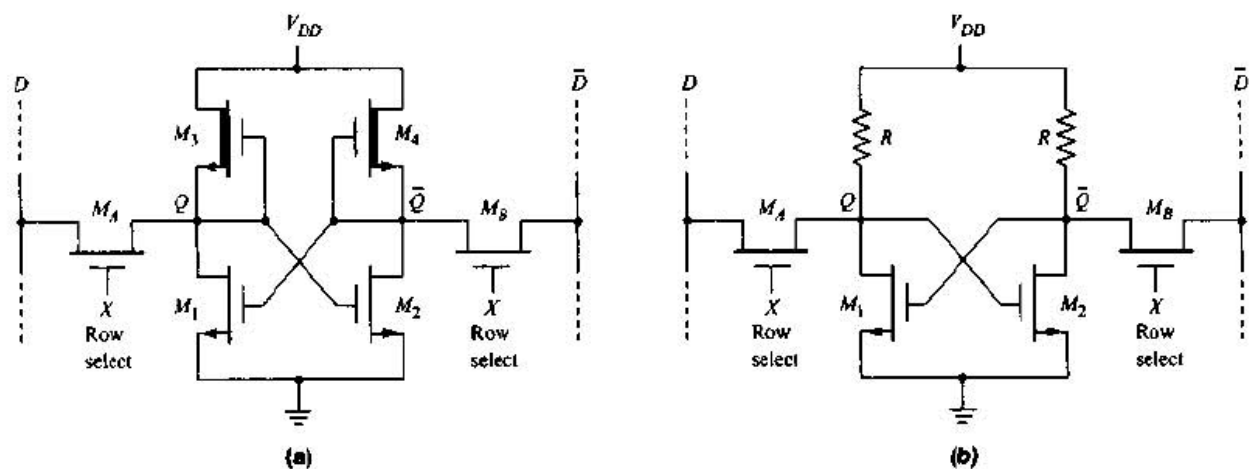 V_DD
D
D̄
M_3
M_4
Q
Q̄
M_A
M_B
X
Row
select
M_1
M_2
X
Row
select
(a)
V_DD
D
D̄
R
R
Q
Q̄
M_A
M_B
X
Row
select
M_1
M_2
X
Row
select
(b)